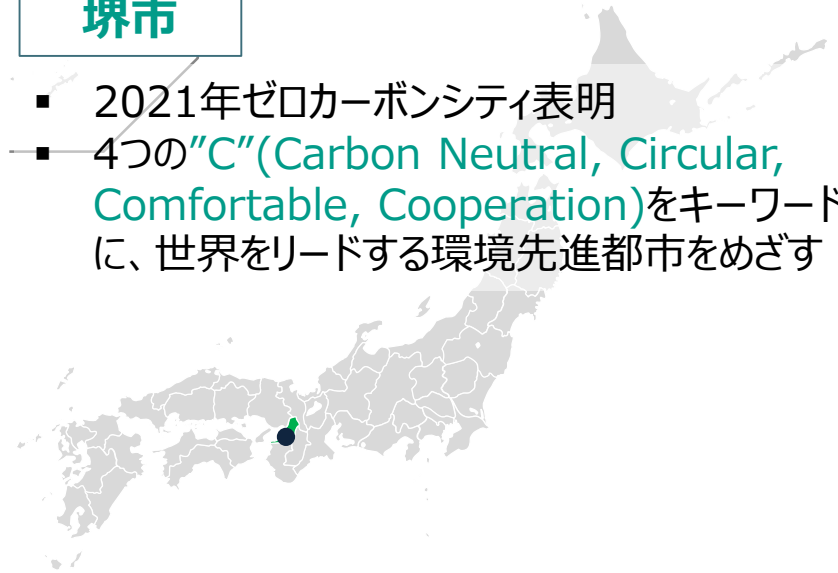 堺市
▪ 2021年ゼロカーボンシティ表明
▪ 4つの”C”(Carbon Neutral, Circular,
Comfortable, Cooperation)をキーワード
に、世界をリードする環境先進都市をめざす